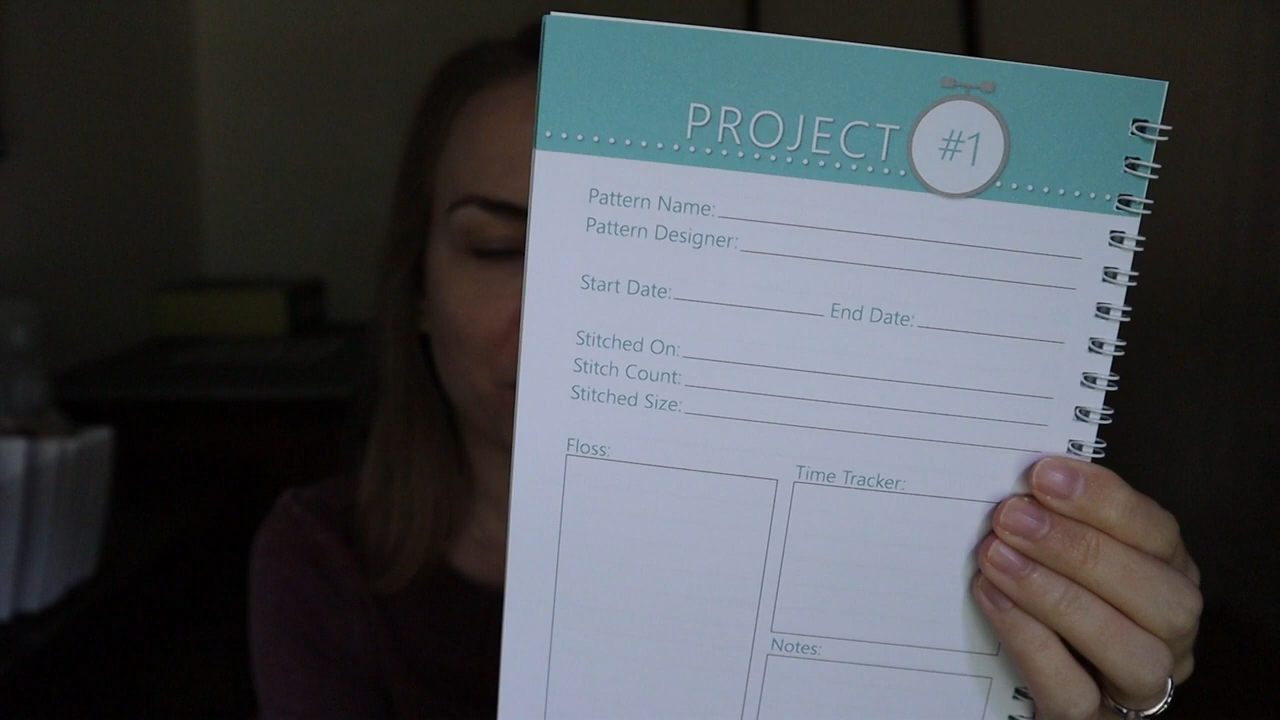 PROJECT #1
Pattern Name:
Pattern Designer:
Start Date: End Date:
Stitched On:
Stitch Count:
Stitched Size:
Floss:
Time Tracker:
Notes: